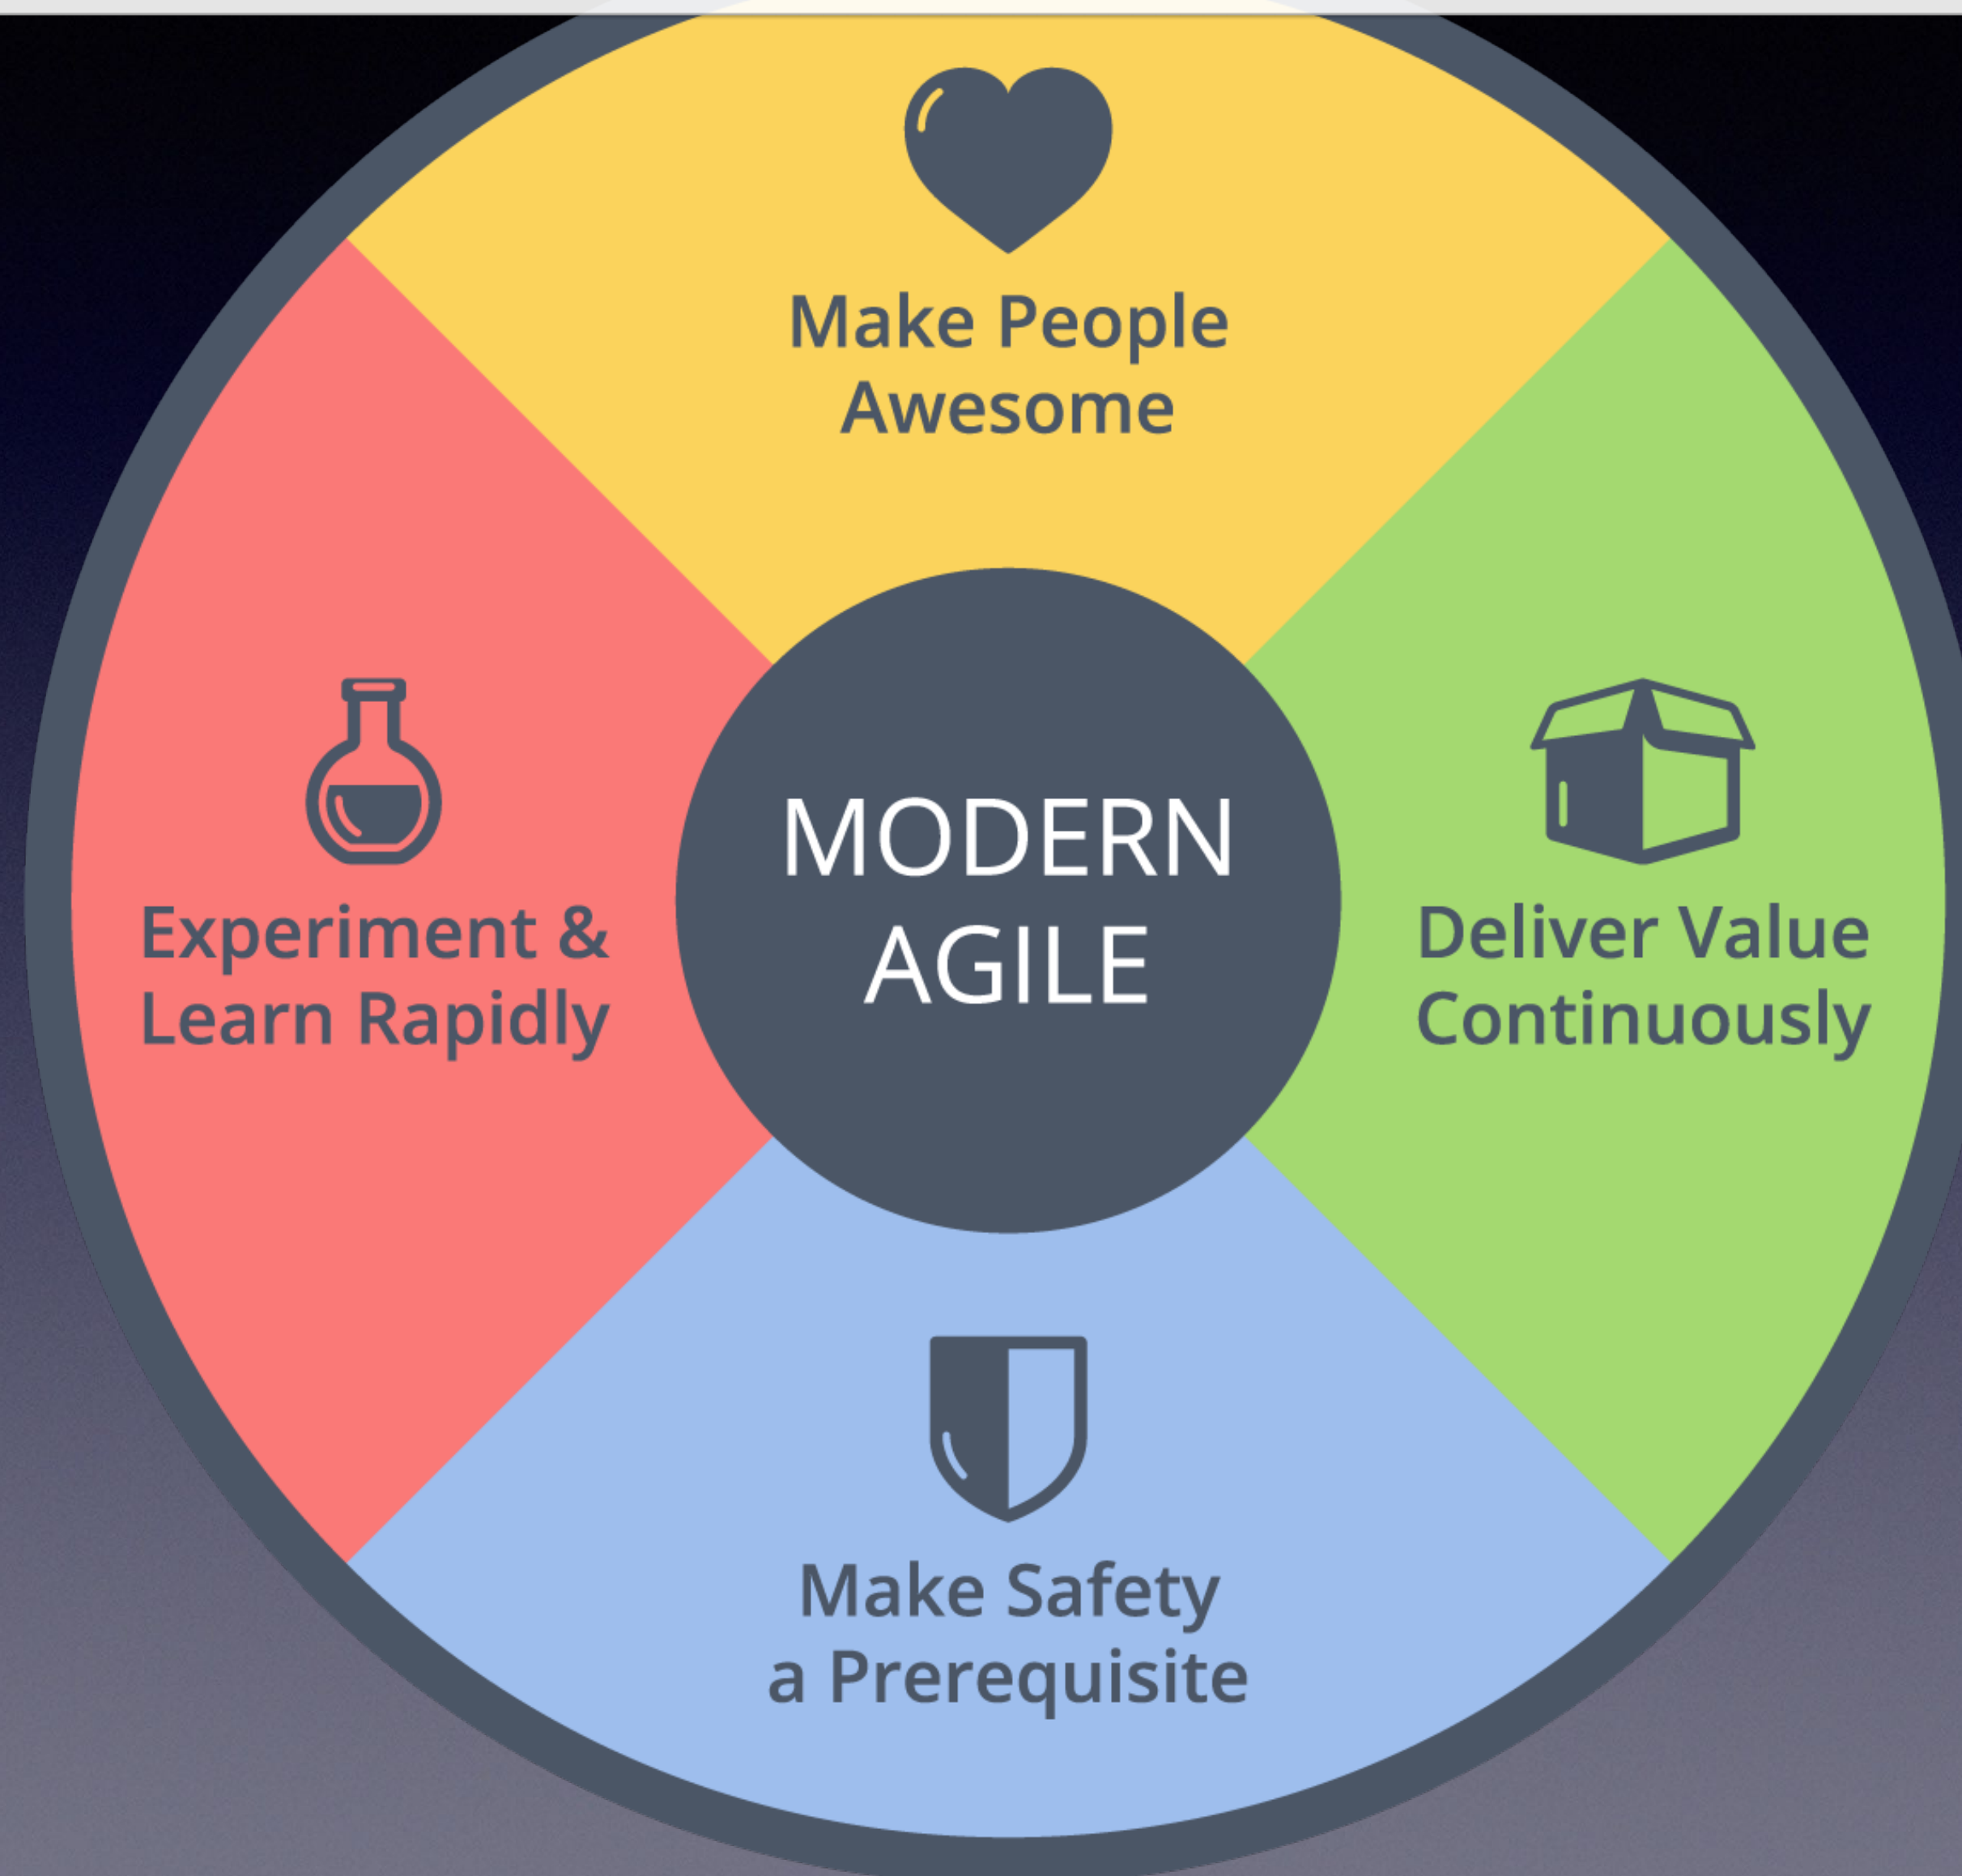 Make People
Awesome
Experiment &
Learn Rapidly
MODERN
AGILE
Deliver Value
Continuously
Make Safety
a Prerequisite